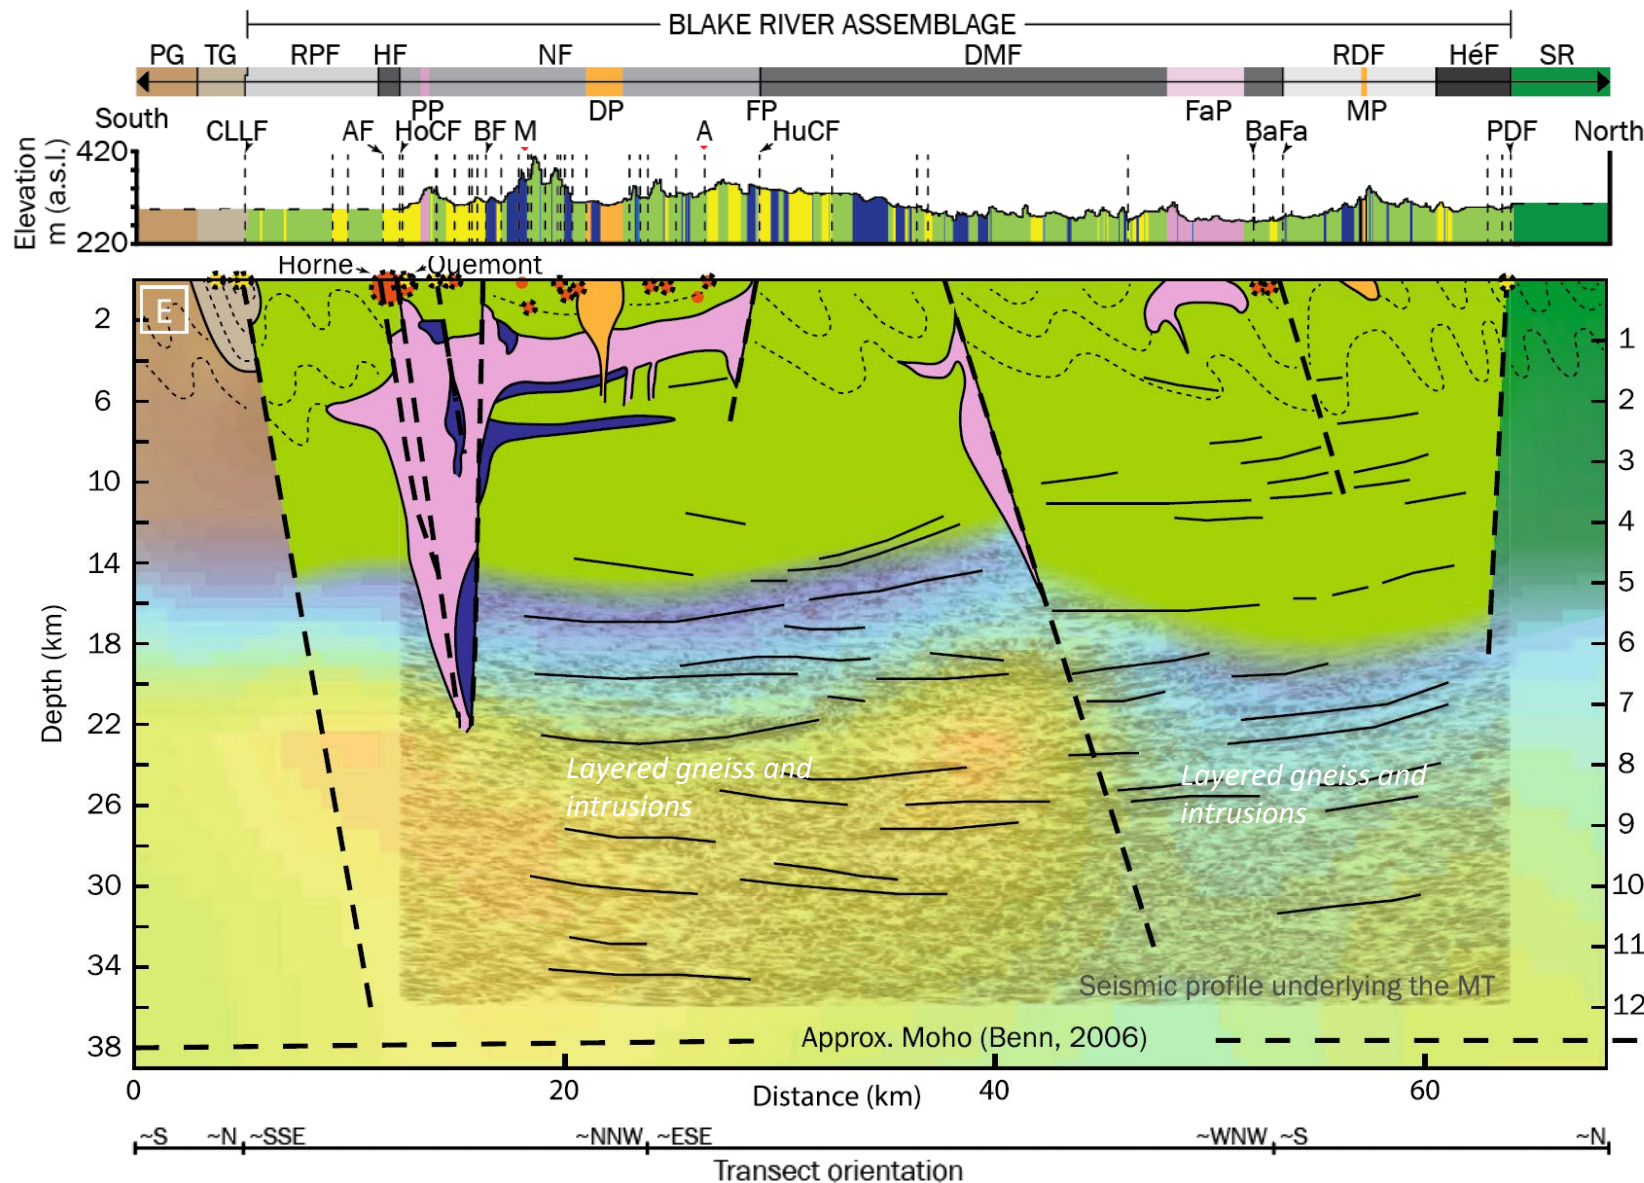 BLAKE RIVER ASSEMBLAGE
PG TG RPF HF NF DMF RDF HéF SR
PP DP FP FaP MP
South CLLF AF HoCF BF M A HuCF BaFa PDF North
Elevation
m (a.s.l.)
420
220
Horne Quemont
E
2
6
10
14
18
22
26
30
34
38
Depth (km)
1
2
3
4
5
6
7
8
9
10
11
12
Layered gneiss and
intrusions
Layered gneiss and
intrusions
Seismic profile underlying the MT
Approx. Moho (Benn, 2006)
0 20 40 60
Distance (km)
~S ~N ~SSE ~NNW ~ESE ~WNW ~S ~N
Transect orientation